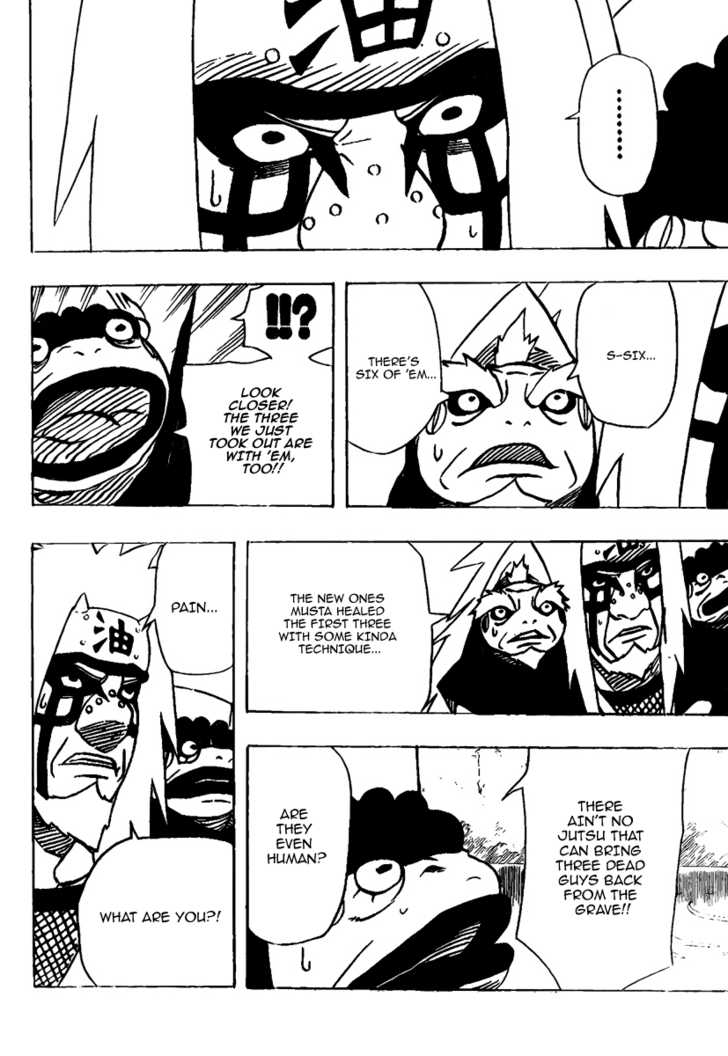 油
.........
S-SIX...
THERE'S
SIX OF 'EM...
!!?
LOOK
CLOSER!
THE THREE
WE JUST
TOOK OUT ARE
WITH 'EM,
TOO!!
油
THE NEW ONES
MUSTA HEALED
THE FIRST THREE
WITH SOME KINDA
TECHNIQUE...
THERE
AIN'T NO
JUTSU THAT
CAN BRING
THREE DEAD
GUYS BACK
FROM THE
GRAVE!!
ARE
THEY
EVEN
HUMAN?
PAIN...
油
WHAT ARE YOU?!